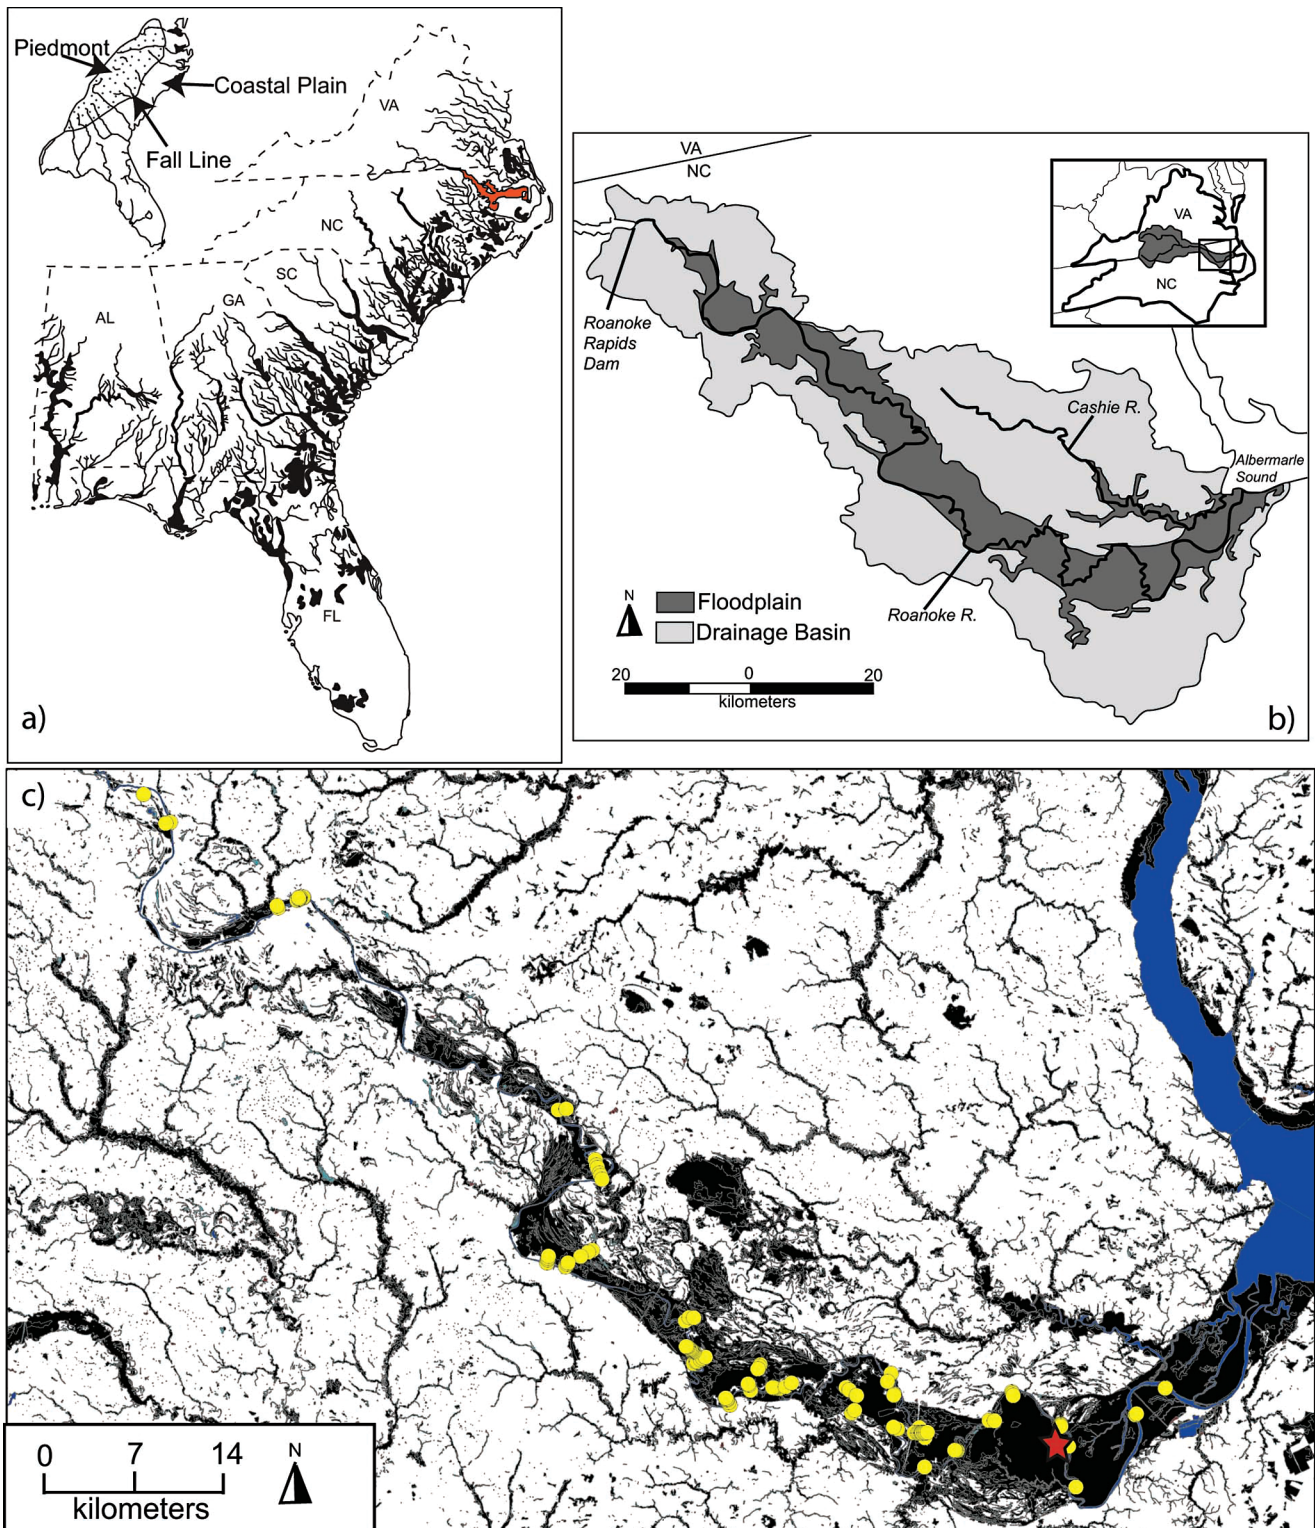 Piedmont
Coastal Plain
Fall Line
VA
NC
SC
GA
AL
FL
a)
VA
NC
VA
NC
Roanoke
Rapids
Dam
Cashie R.
Albermarle
Sound
Roanoke R.
N
Floodplain
Drainage Basin
20 0 20
kilometers
b)
c)
0 7 14
kilometers
N